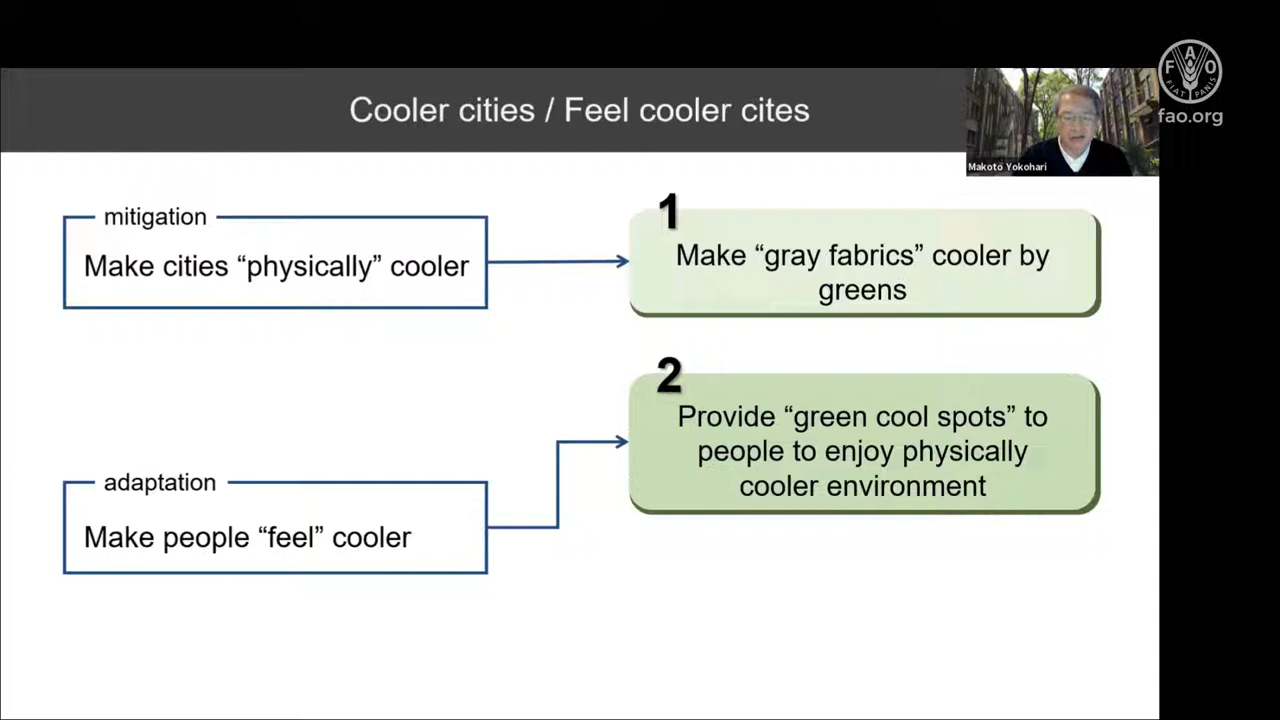 Cooler cities / Feel cooler cites
FAO
FIAT PANIS
fao.org
Makoto Yokohari
mitigation
Make cities “physically” cooler
1
Make “gray fabrics” cooler by
greens
2
Provide “green cool spots” to
people to enjoy physically
cooler environment
adaptation
Make people “feel” cooler